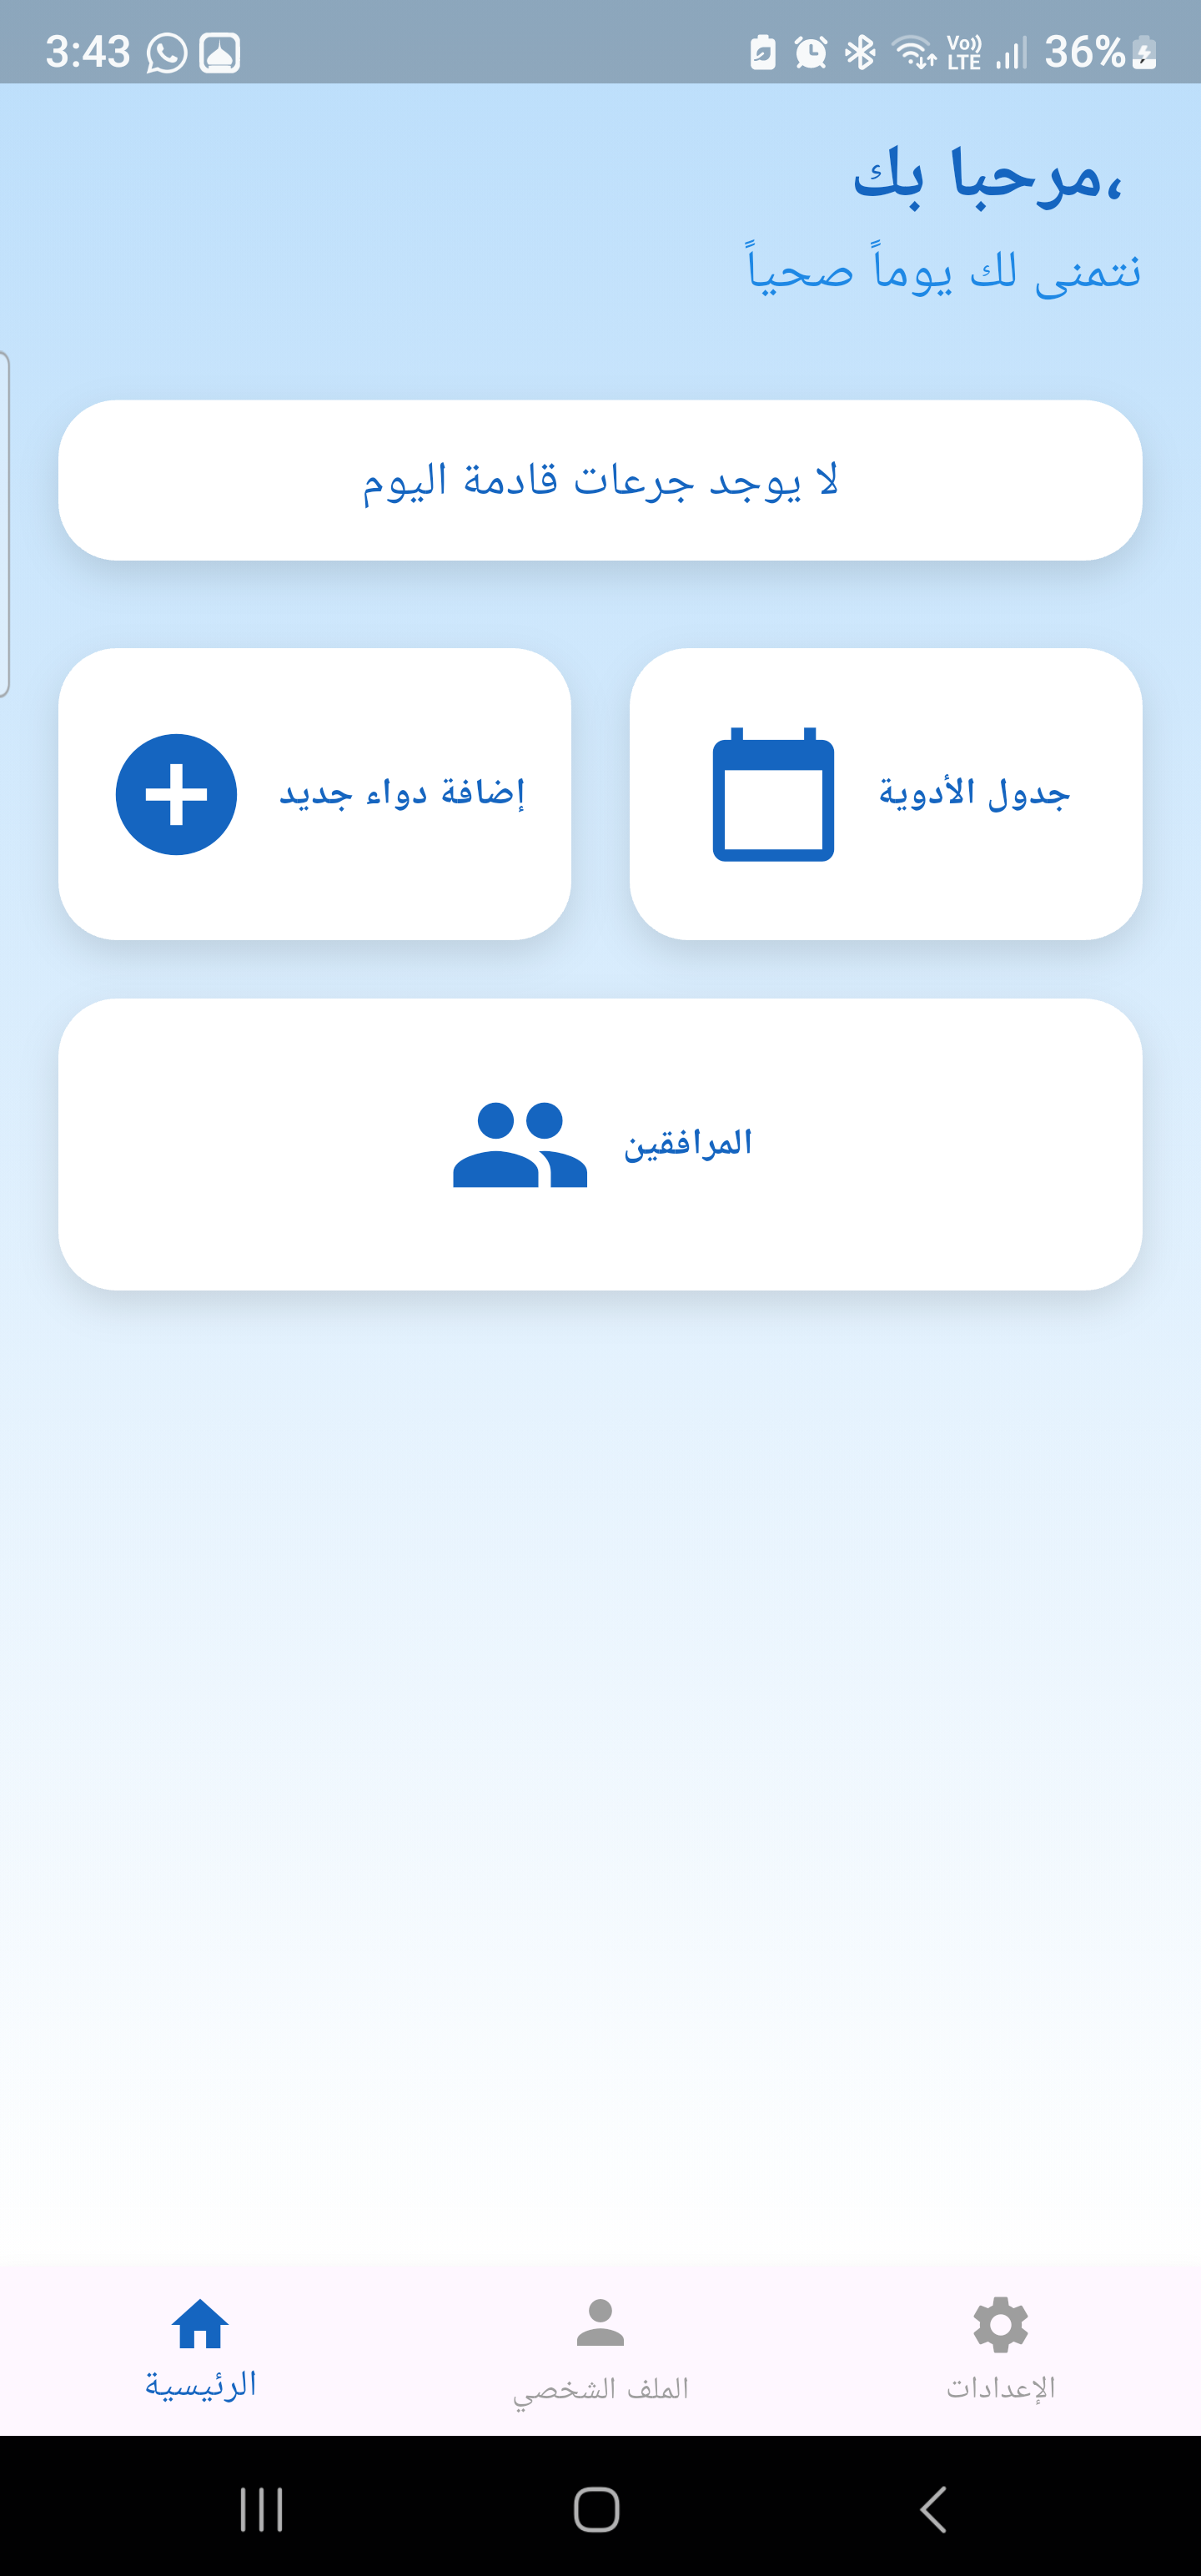 3:43 Vo)) LTE 36%
،مرحبا بك
نتمنى لك يوماً صحياً
لا يوجد جرعات قادمة اليوم
جدول الأدوية
إضافة دواء جديد
المرافقين
الإعدادات
الملف الشخصي
الرئيسية